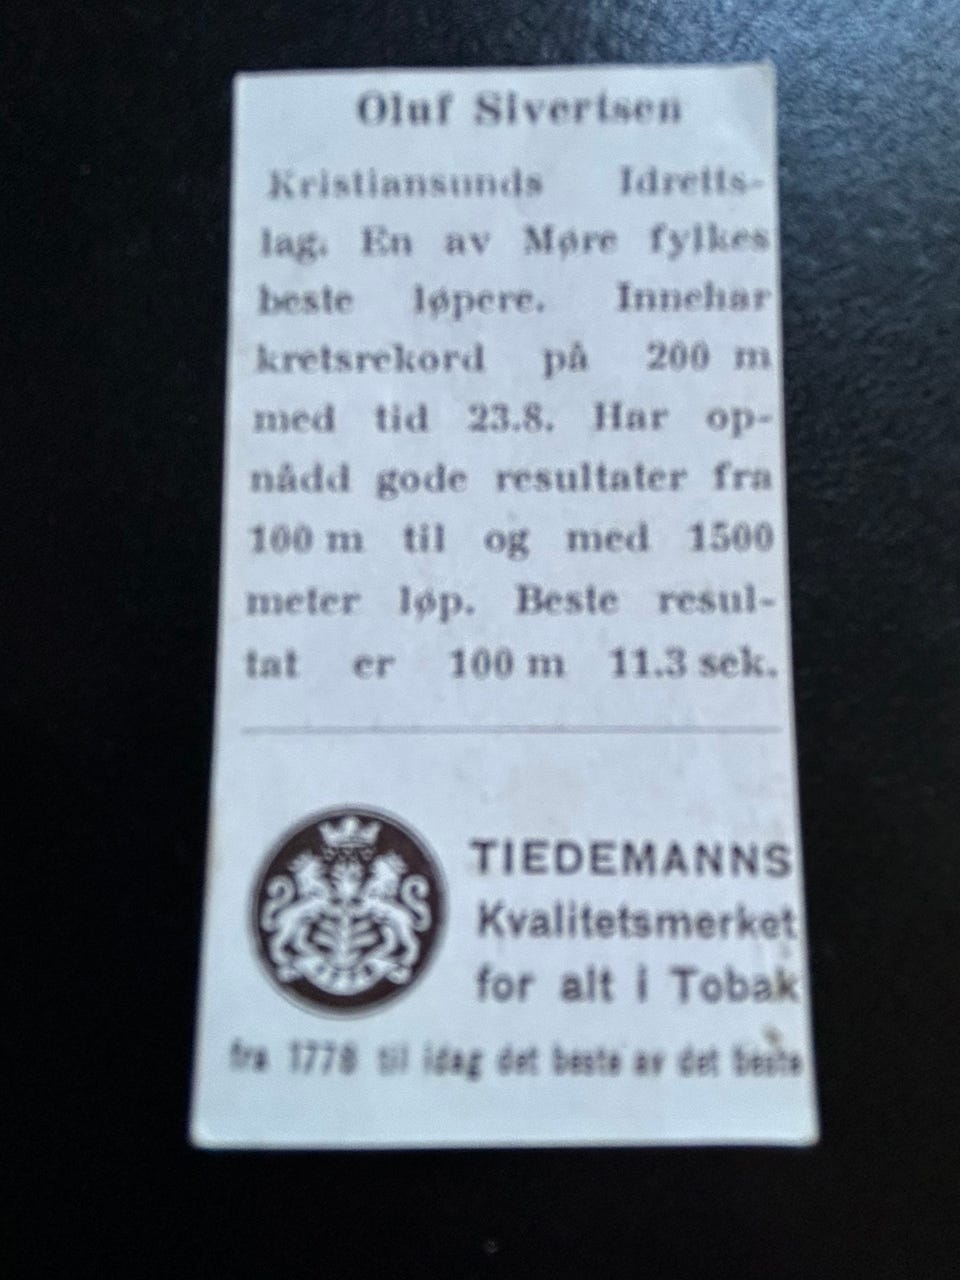 Oluf Sivertsen
Kristiansunds Idretts-
lag. En av Møre fylkes
beste løpere. Innehar
kretsrekord på 200 m
med tid 23.8. Har op-
nådd gode resultater fra
100 m til og med 1500
meter løp. Beste resul-
tat er 100 m 11.3 sek.
TIEDEMANNS
Kvalitetsmerket
for alt i Tobak
fra 1778 til idag det beste av det beste